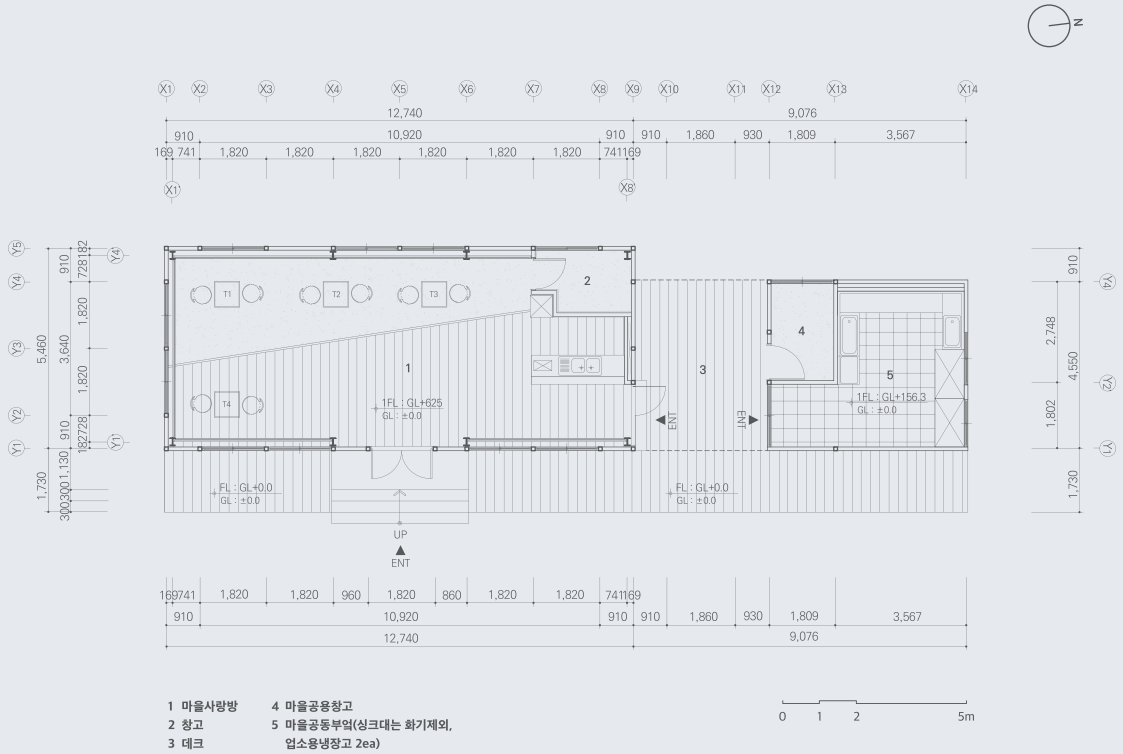 N
X1 X2 X3 X4 X5 X6 X7 X8 X9 X10 X11 X12 X13 X14
12,740 9,076
910 10,920 910 910 1,860 930 1,809 3,567
169 741 1,820 1,820 1,820 1,820 1,820 1,820 741 169
X1' X8'
Y5 Y4 Y3 Y2 Y1
Y4' Y1'
5,460 1,730
910 3,640 910 1,130 300 300
182 728 1,820 1,820 728 182
T1 T2 T3 2
4
1 3 5
T4
1FL : GL+625
GL : ±0.0
1FL : GL+156.3
GL : ±0.0
ENT ENT
FL : GL+0.0
GL : ±0.0
FL : GL+0.0
GL : ±0.0
UP
ENT
Y4 Y2 Y1
2,748 1,802
910 4,550 1,730
169 741 1,820 1,820 960 1,820 860 1,820 1,820 741 169
910 10,920 910 910 1,860 930 1,809 3,567
12,740 9,076
1 마을사랑방 4 마을공용창고
2 창고 5 마을공동부엌(싱크대는 화기제외,
3 데크 업소용냉장고 2ea)
0 1 2 5m